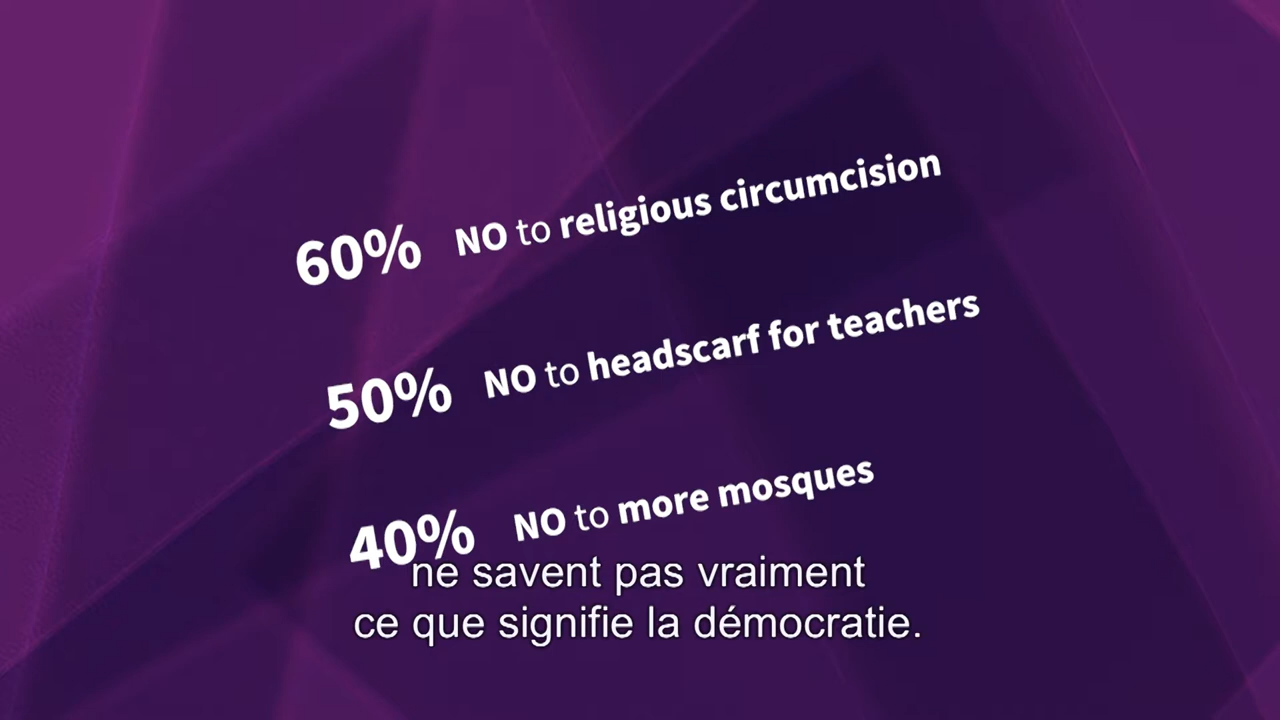 60% NO to religious circumcision
50% NO to headscarf for teachers
40% NO to more mosques
ne savent pas vraiment
ce que signifie la démocratie.